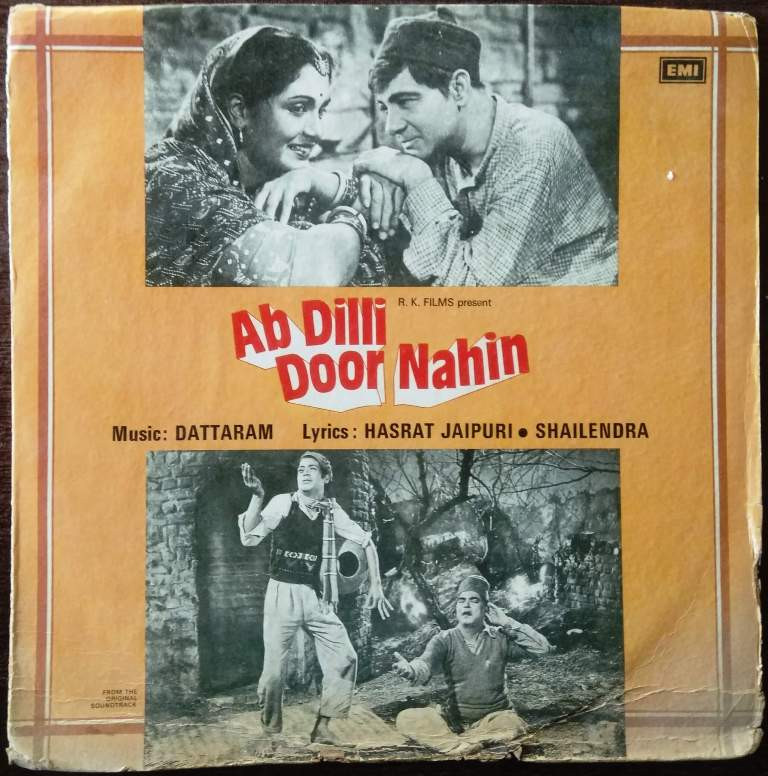 EMI
R. K. FILMS present
Ab Dilli
Door Nahin
Music: DATTARAM Lyrics: HASRAT JAIPURI • SHAILENDRA
FROM THE
ORIGINAL
SOUNDTRACK